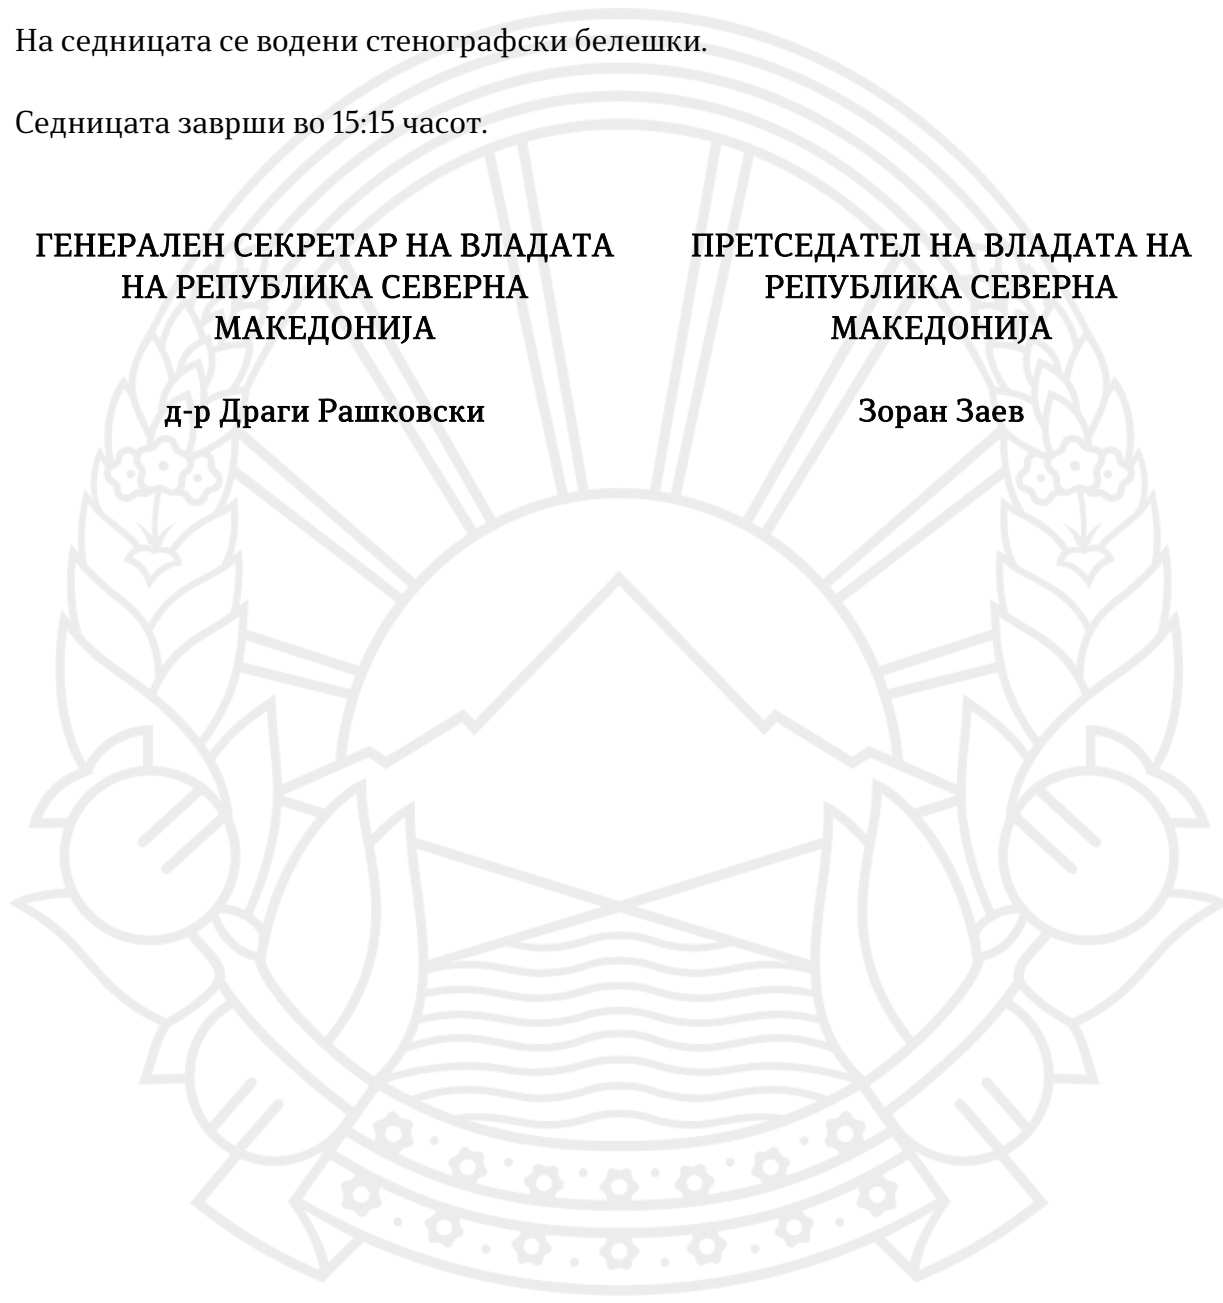 На седницата се водени стенографски белешки.
Седницата заврши во 15:15 часот.
ГЕНЕРАЛЕН СЕКРЕТАР НА ВЛАДАТА
НА РЕПУБЛИКА СЕВЕРНА
МАКЕДОНИЈА
д-р Драги Рашковски
ПРЕТСЕДАТЕЛ НА ВЛАДАТА НА
РЕПУБЛИКА СЕВЕРНА
МАКЕДОНИЈА
Зоран Заев